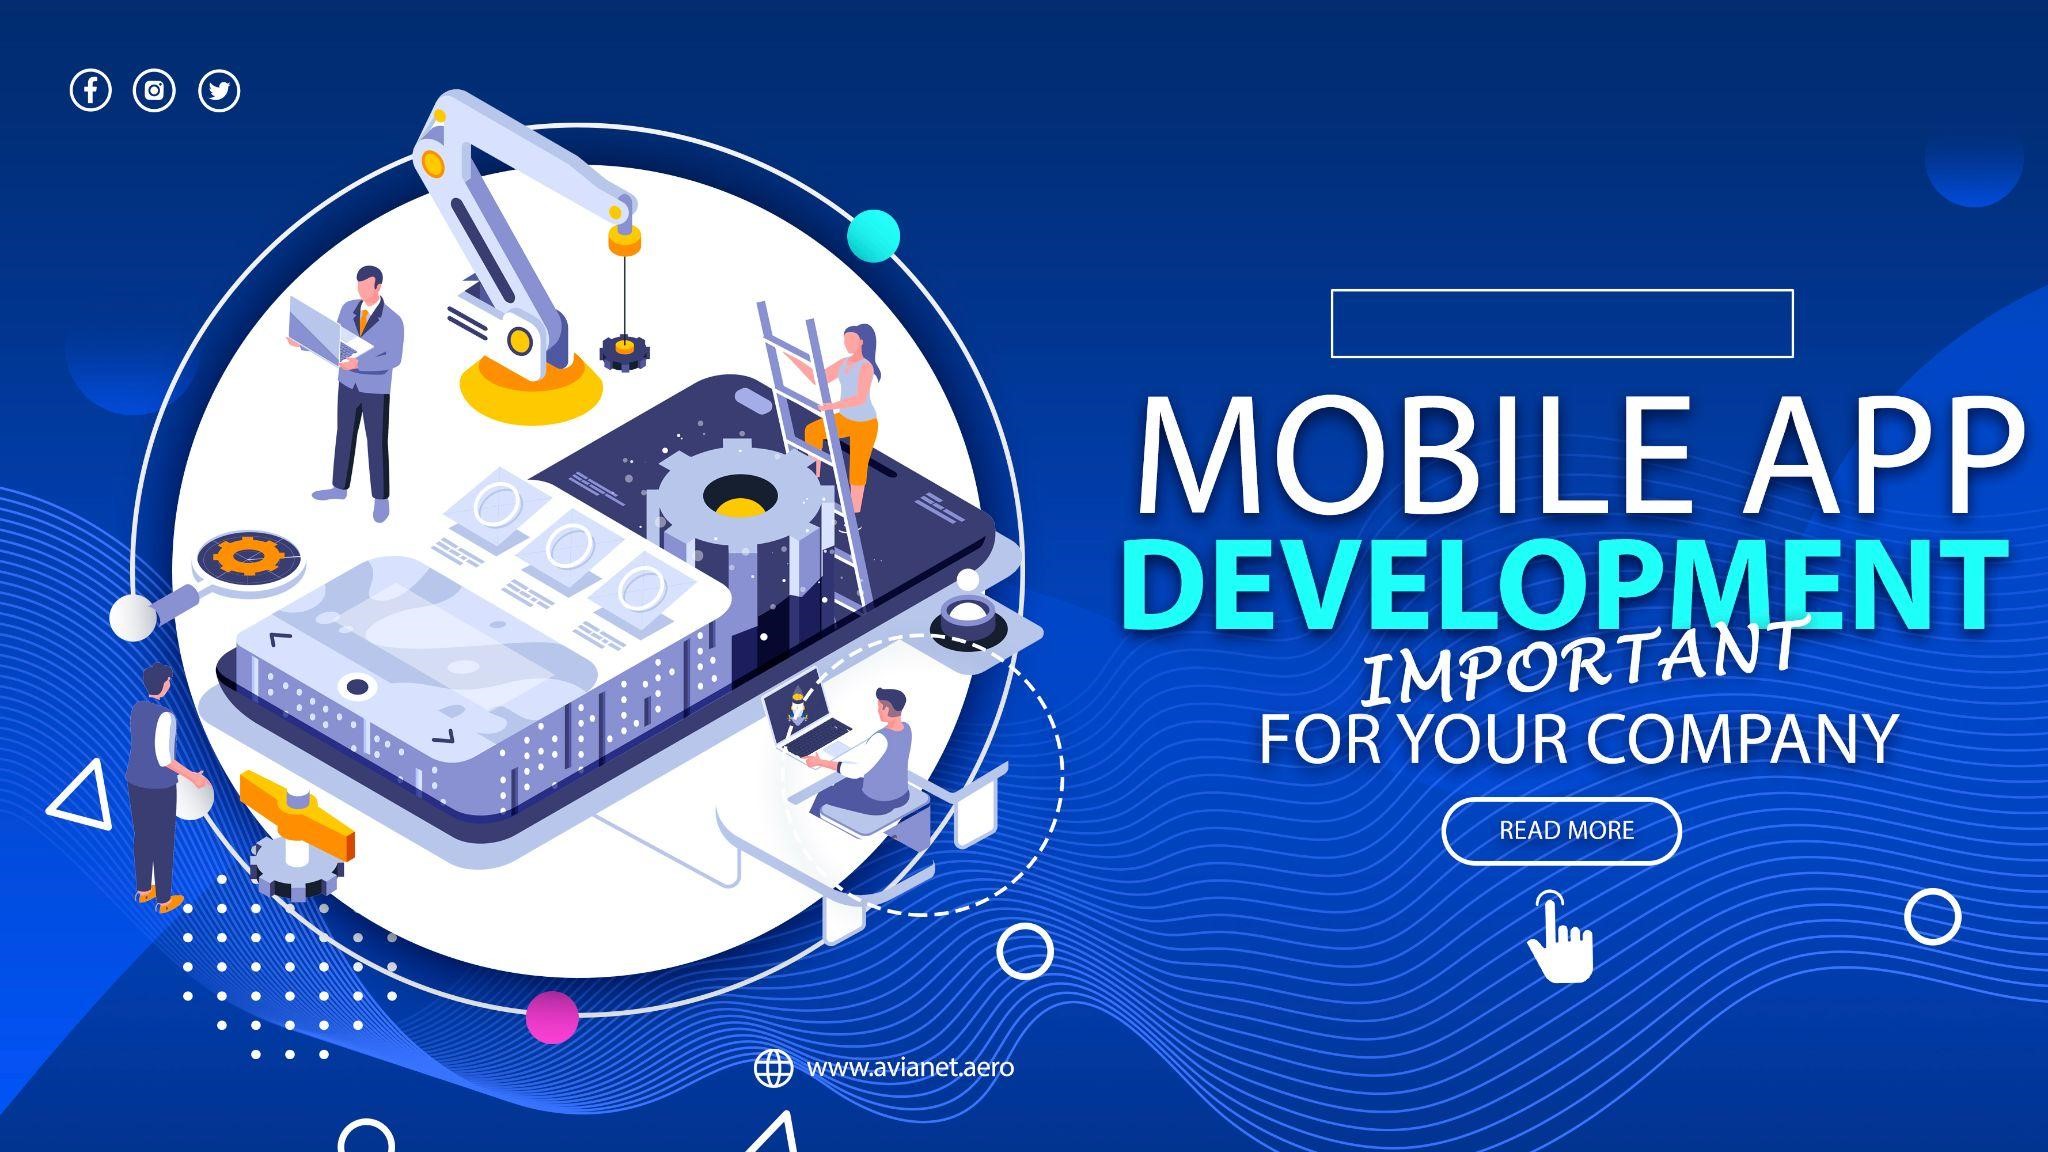 MOBILE APP
DEVELOPMENT
IMPORTANT
FOR YOUR COMPANY
READ MORE
www.avianet.aero